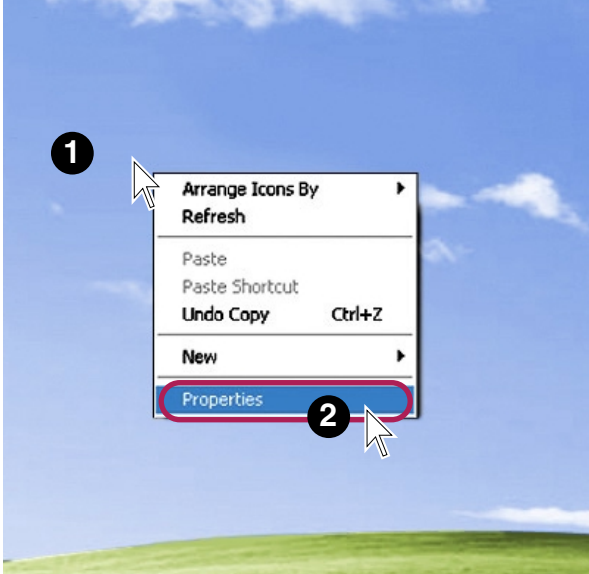 1
Arrange Icons By
Refresh
Paste
Paste Shortcut
Undo Copy Ctrl+Z
New
Properties
2